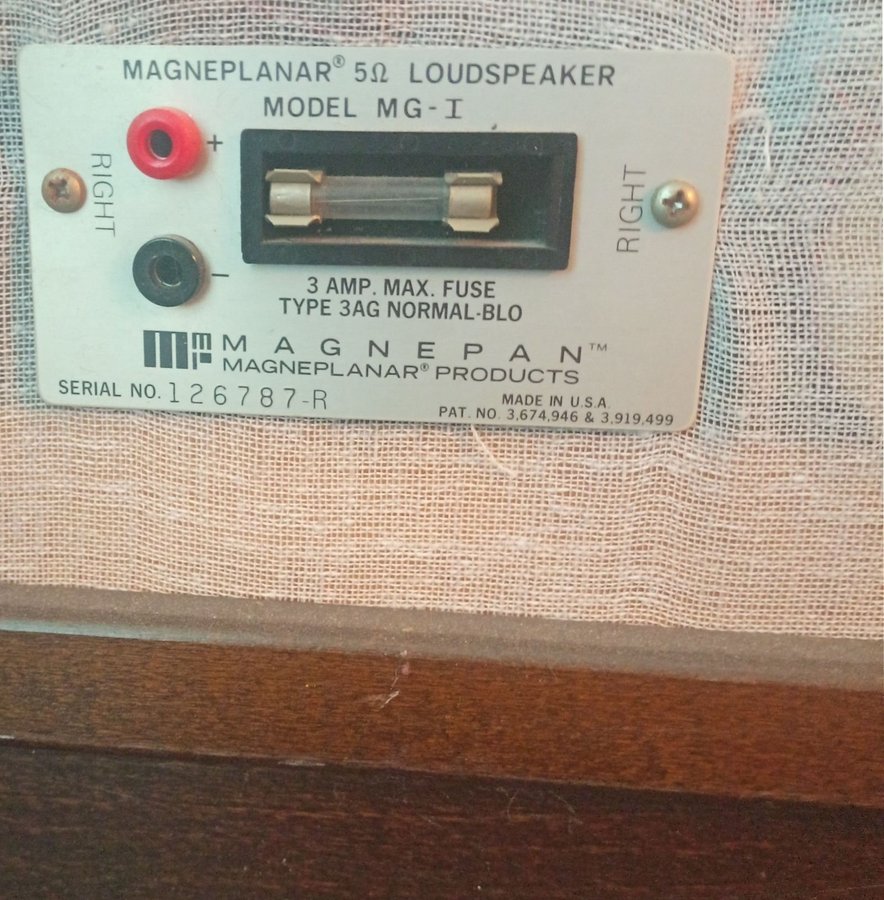 MAGNEPLANAR® 5Ω LOUDSPEAKER
MODEL MG-I
+
RIGHT
RIGHT
-
3 AMP. MAX. FUSE
TYPE 3AG NORMAL-BLO
MAGNEPAN™
MAGNEPLANAR® PRODUCTS
SERIAL NO. 126787-R
MADE IN U.S.A.
PAT. NO. 3,674,946 & 3,919,499